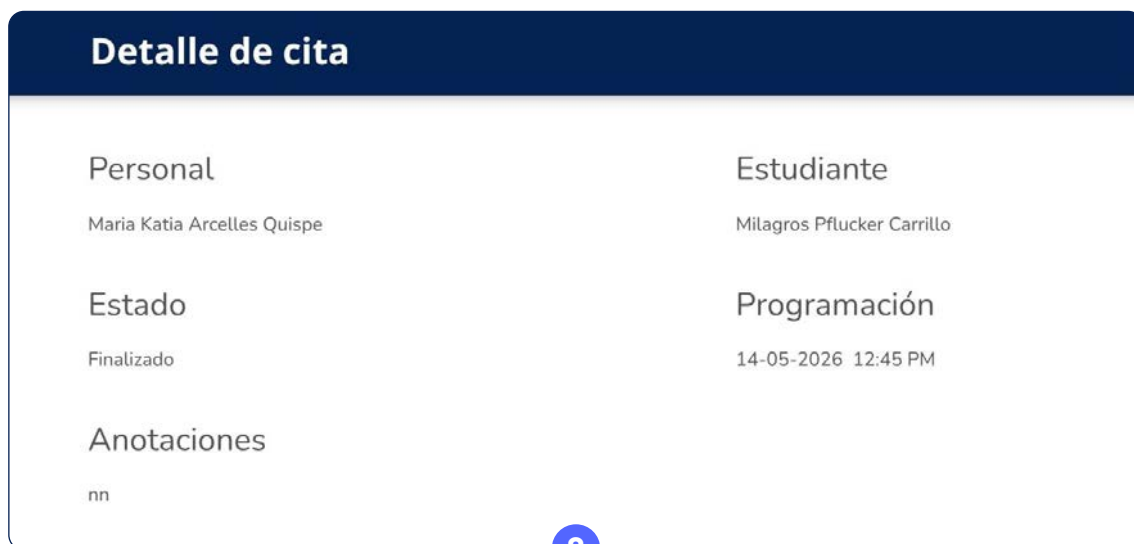 Detalle de cita
Personal
Estudiante
Maria Katia Arcelles Quispe
Milagros Pflucker Carrillo
Estado
Programación
Finalizado
14-05-2026 12:45 PM
Anotaciones
nn